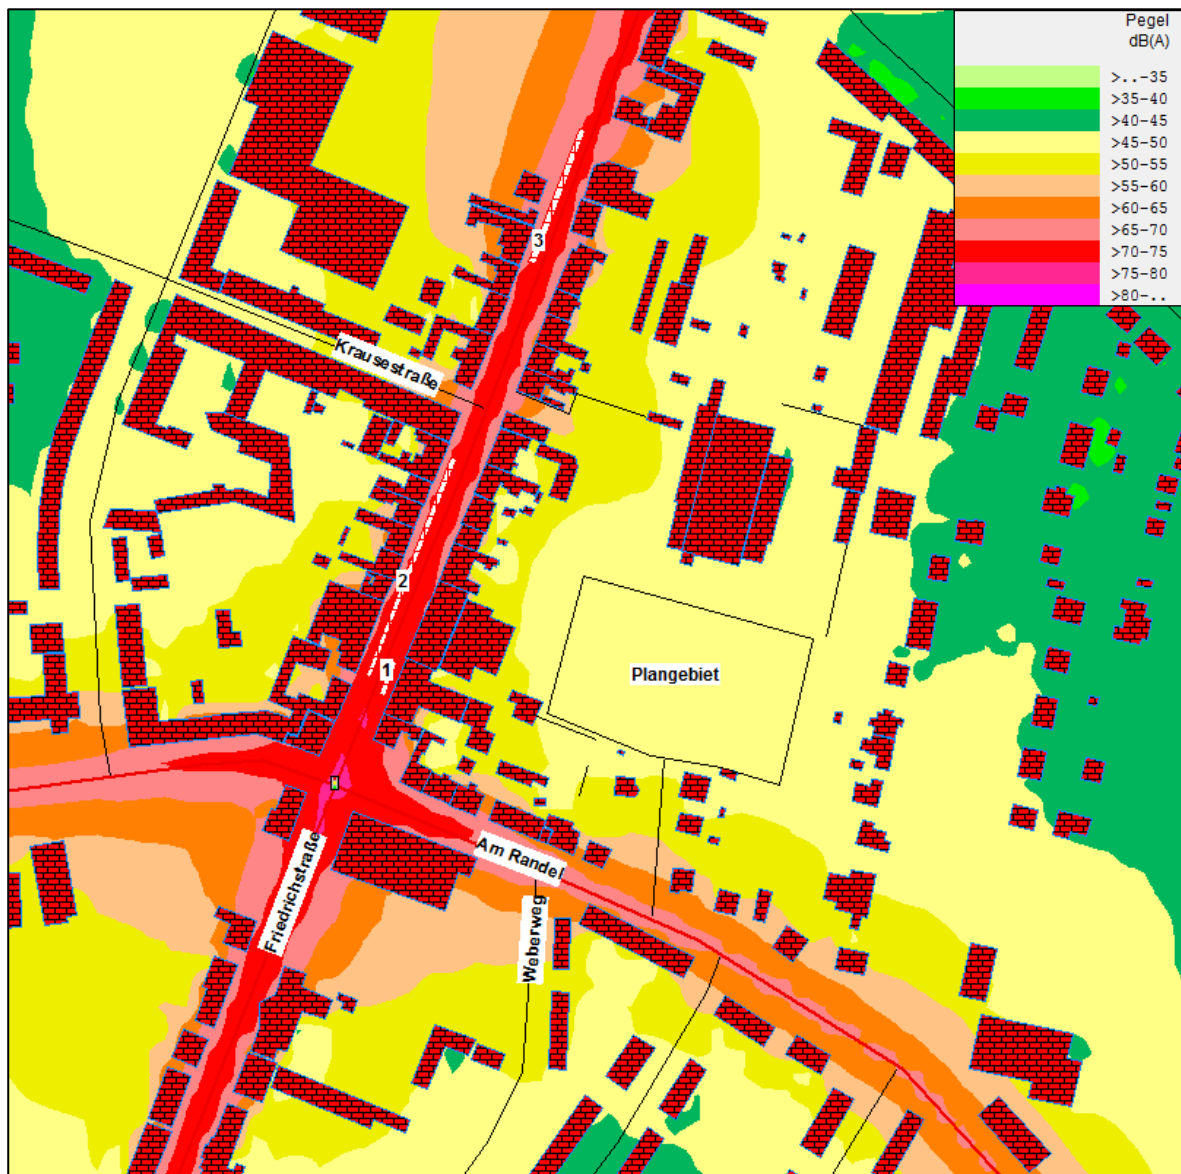 Pegel
dB(A)
>..-35
>35-40
>40-45
>45-50
>50-55
>55-60
>60-65
>65-70
>70-75
>75-80
>80-..
3
Krausestraße
2
1
Plangebiet
Am Randel
Friedrichstraße
Weberweg